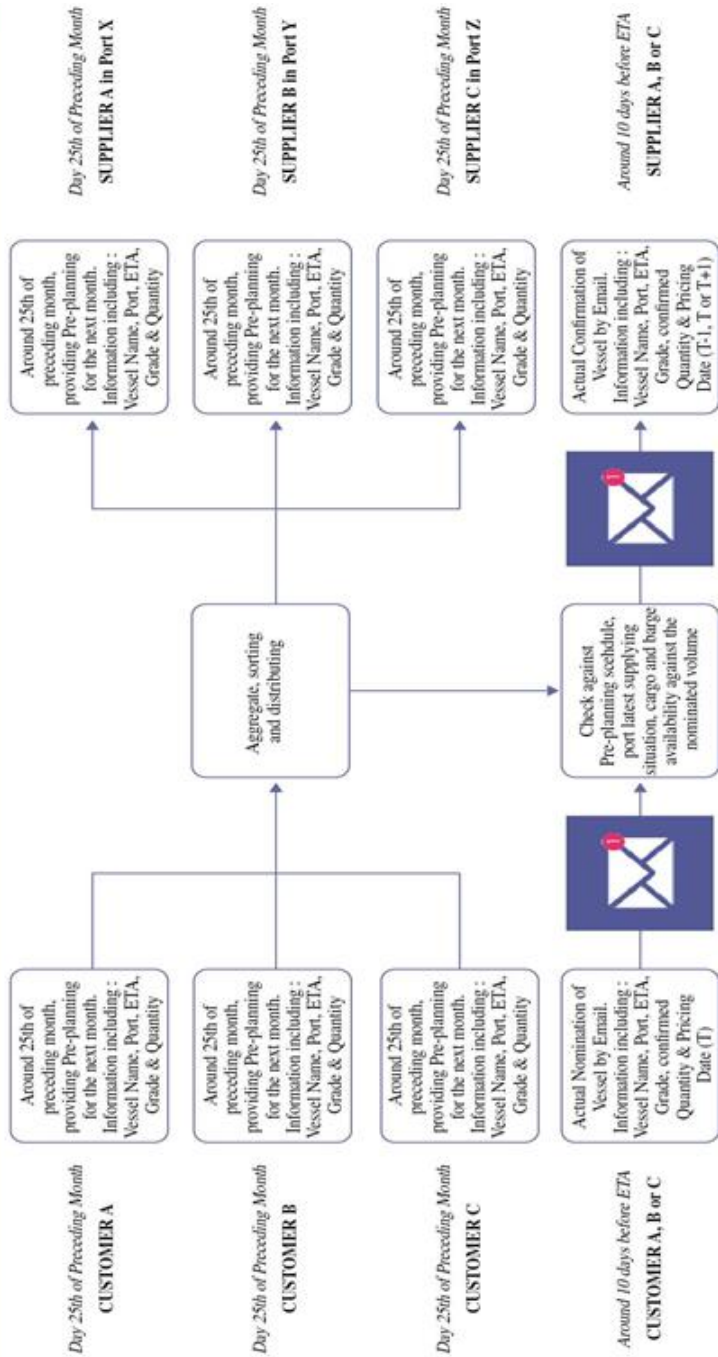 Day 25th of Preceding Month
CUSTOMER A
Around 25th of
preceding month,
providing Pre-planning
for the next month.
Information including :
Vessel Name, Port, ETA,
Grade & Quantity
Day 25th of Preceding Month
CUSTOMER B
Around 25th of
preceding month,
providing Pre-planning
for the next month.
Information including :
Vessel Name, Port, ETA,
Grade & Quantity
Day 25th of Preceding Month
CUSTOMER C
Around 25th of
preceding month,
providing Pre-planning
for the next month.
Information including :
Vessel Name, Port, ETA,
Grade & Quantity
Aggregate, sorting
and distributing
Around 25th of
preceding month,
providing Pre-planning
for the next month.
Information including :
Vessel Name, Port, ETA,
Grade & Quantity
Day 25th of Preceding Month
SUPPLIER A in Port X
Around 25th of
preceding month,
providing Pre-planning
for the next month.
Information including :
Vessel Name, Port, ETA,
Grade & Quantity
Day 25th of Preceding Month
SUPPLIER B in Port Y
Around 25th of
preceding month,
providing Pre-planning
for the next month.
Information including :
Vessel Name, Port, ETA,
Grade & Quantity
Day 25th of Preceding Month
SUPPLIER C in Port Z
Around 10 days before ETA
CUSTOMER A, B or C
Actual Nomination of
Vessel by Email.
Information including :
Vessel Name, Port, ETA,
Grade, confirmed
Quantity & Pricing
Date (T)
1
Check against
Pre-planning scehdule,
port latest supplying
situation, cargo and barge
availability against the
nominated volume
1
Actual Confirmation of
Vessel by Email.
Information including :
Vessel Name, Port, ETA,
Grade, confirmed
Quantity & Pricing
Date (T-1, T or T+1)
Around 10 days before ETA
SUPPLIER A, B or C